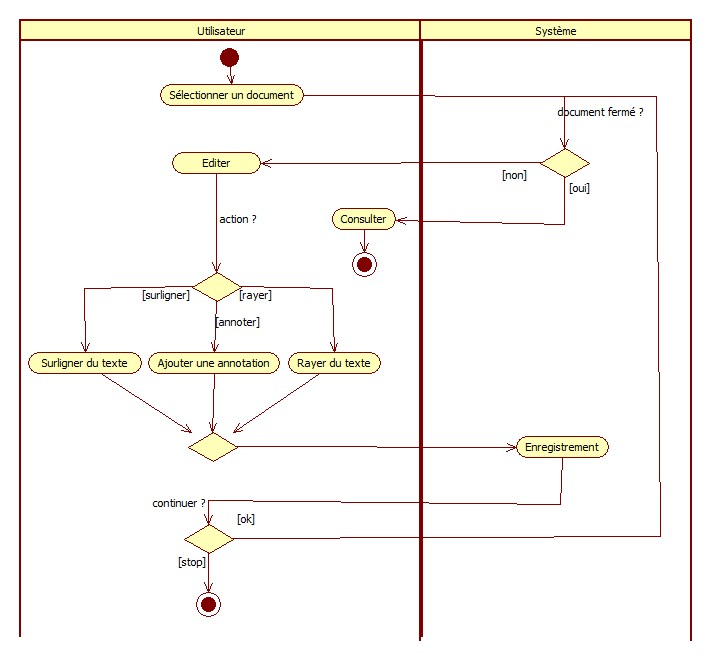 Utilisateur
Système
Sélectionner un document
document fermé ?
Editer
[non]
[oui]
Consulter
action ?
[surligner]
[rayer]
[annoter]
Surligner du texte
Ajouter une annotation
Rayer du texte
Enregistrement
continuer ?
[ok]
[stop]